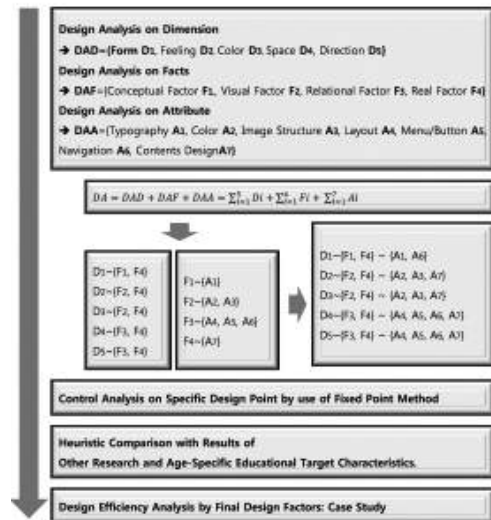 Design Analysis on Dimension
➔ DAD={Form D1, Feeling D2, Color D3, Space D4, Direction D5}
Design Analysis on Facts
➔ DAF={Conceptual Factor F1, Visual Factor F2, Relational Factor F3, Real Factor F4}
Design Analysis on Attribute
➔ DAA={Typography A1, Color A2, Image Structure A3, Layout A4, Menu/Button A5,
Navigation A6, Contents DesignA7}
DA = DAD + DAF + DAA = ∑⁵ᵢ₌₁ Di + ∑⁴ᵢ₌₁ Fi + ∑⁷ᵢ₌₁ Ai
D1~{F1, F4}
D2~{F2, F4}
D3~{F2, F4}
D4~{F3, F4}
D5~{F3, F4}
F1~{A1}
F2~{A2, A3}
F3~{A4, A5, A6}
F4~{A7}
D1~{F1, F4} ~ {A1, A6}
D2~{F2, F4} ~ {A2, A3, A7}
D3~{F2, F4} ~ {A2, A3, A7}
D4~{F3, F4} ~ {A4, A5, A6, A7}
D5~{F3, F4} ~ {A4, A5, A6, A7}
Control Analysis on Specific Design Point by use of Fixed Point Method
Heuristic Comparison with Results of
Other Research and Age-Specific Educational Target Characteristics.
Design Efficiency Analysis by Final Design Factors: Case Study